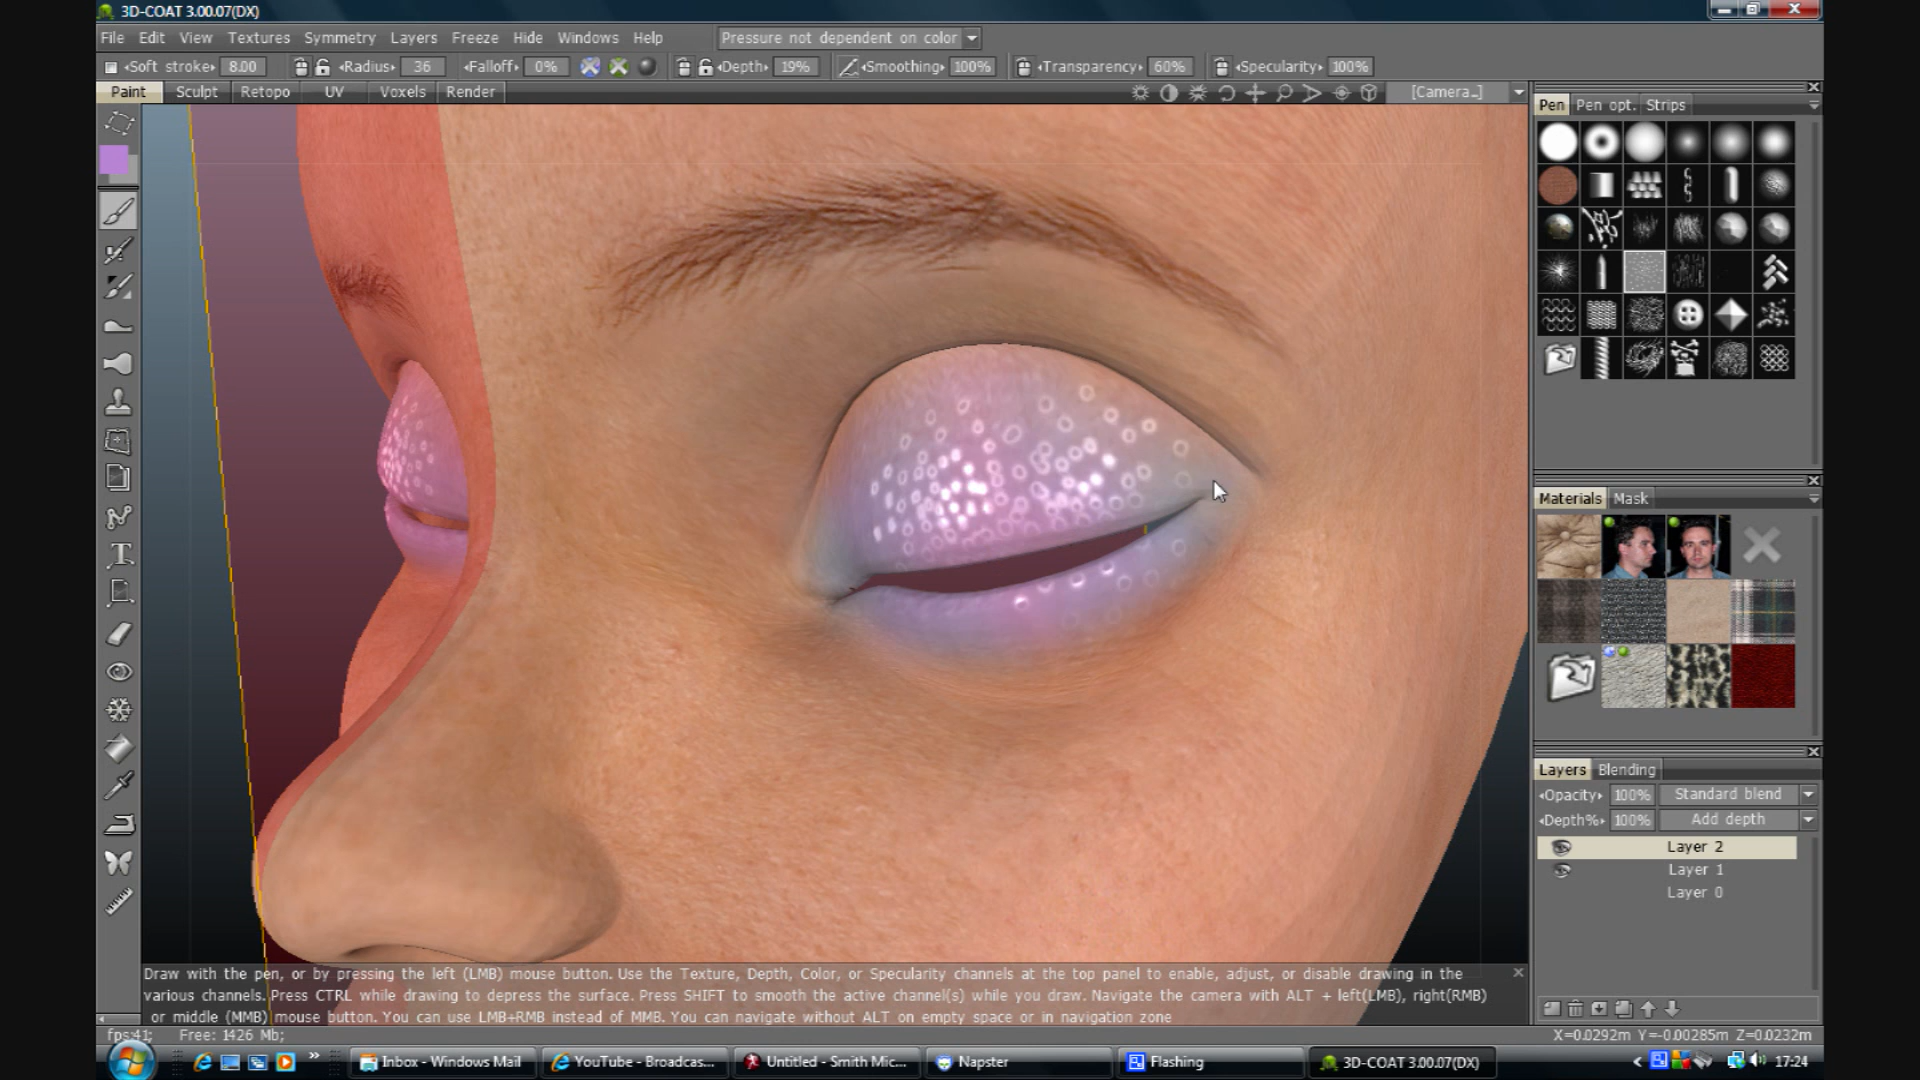 3D-COAT 3.00.07(DX)
File Edit View Textures Symmetry Layers Freeze Hide Windows Help Pressure not dependent on color
Soft stroke 8.00 Radius 36 Falloff 0% Depth 19% Smoothing 100% Transparency 60% Specularity 100%
Paint Sculpt Retopo UV Voxels Render [Camera_]
Pen Pen opt. Strips
Materials Mask
Layers Blending
Opacity 100% Standard blend
Depth% 100% Add depth
Layer 2
Layer 1
Layer 0
Draw with the pen, or by pressing the left (LMB) mouse button. Use the Texture, Depth, Color, or Specularity channels at the top panel to enable, adjust, or disable drawing in the
various channels. Press CTRL while drawing to depress the surface. Press SHIFT to smooth the active channel(s) while you draw. Navigate the camera with ALT + left(LMB), right(RMB)
or middle (MMB) mouse button. You can use LMB+RMB instead of MMB. You can navigate without ALT on empty space or in navigation zone
fps:41; Free: 1426 Mb; X=0.0292m Y=-0.00285m Z=0.0232m
Inbox - Windows Mail YouTube - Broadcas... Untitled - Smith Mic... Napster Flashing 3D-COAT 3.00.07(DX) 17:24